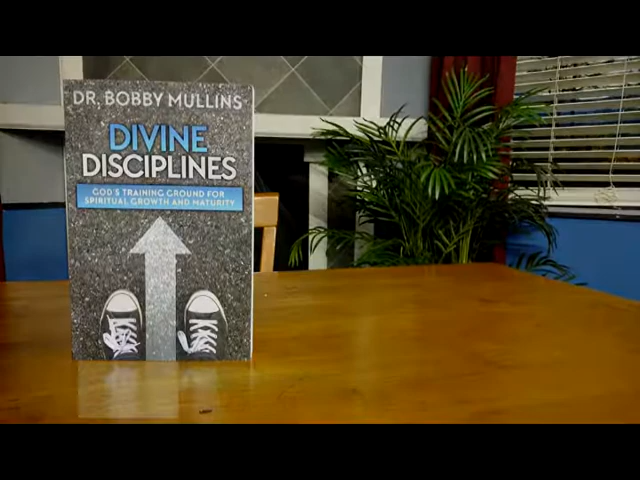 DR. BOBBY MULLINS
DIVINE
DISCIPLINES
GOD'S TRAINING GROUND FOR
SPIRITUAL GROWTH AND MATURITY